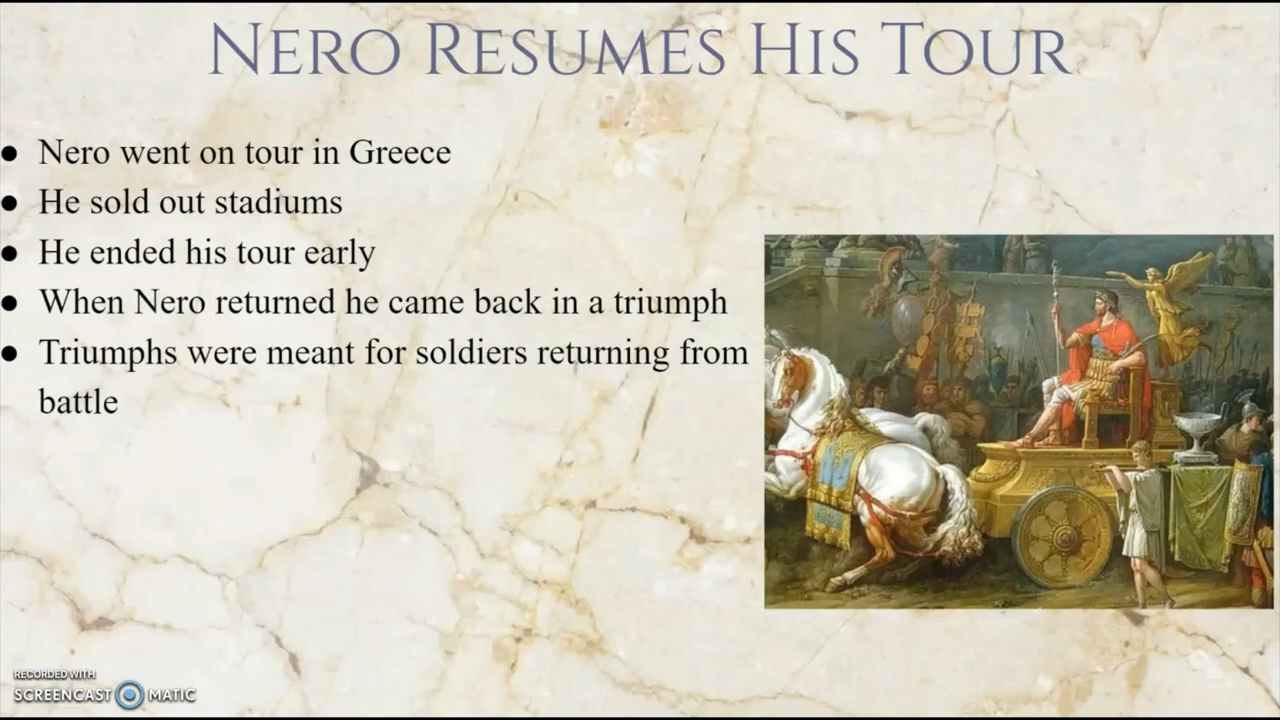 NERO RESUMES HIS TOUR
● Nero went on tour in Greece
● He sold out stadiums
● He ended his tour early
● When Nero returned he came back in a triumph
● Triumphs were meant for soldiers returning from
battle
RECORDED WITH
SCREENCAST MATIC